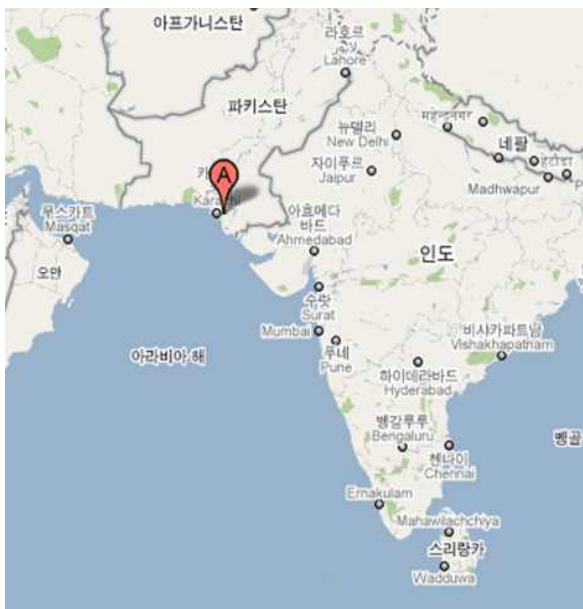 아프가니스탄
라호르
Lahore
파키스탄
뉴델리
New Delhi
네팔
자이푸르
Jaipur
Madhwapur
A
Karachi
무스카트
Masqat
아흐메다
바드
Ahmedabad
오만
인도
수랏
Surat
Mumbai
푸네
Pune
비샤카파트남
Vishakhapatnam
아라비아 해
하이데라바드
Hyderabad
벵갈루루
Bengaluru
벵골
첸나이
Chennai
Ernakulam
Mahawilachchiya
스리랑카
Wadduwa